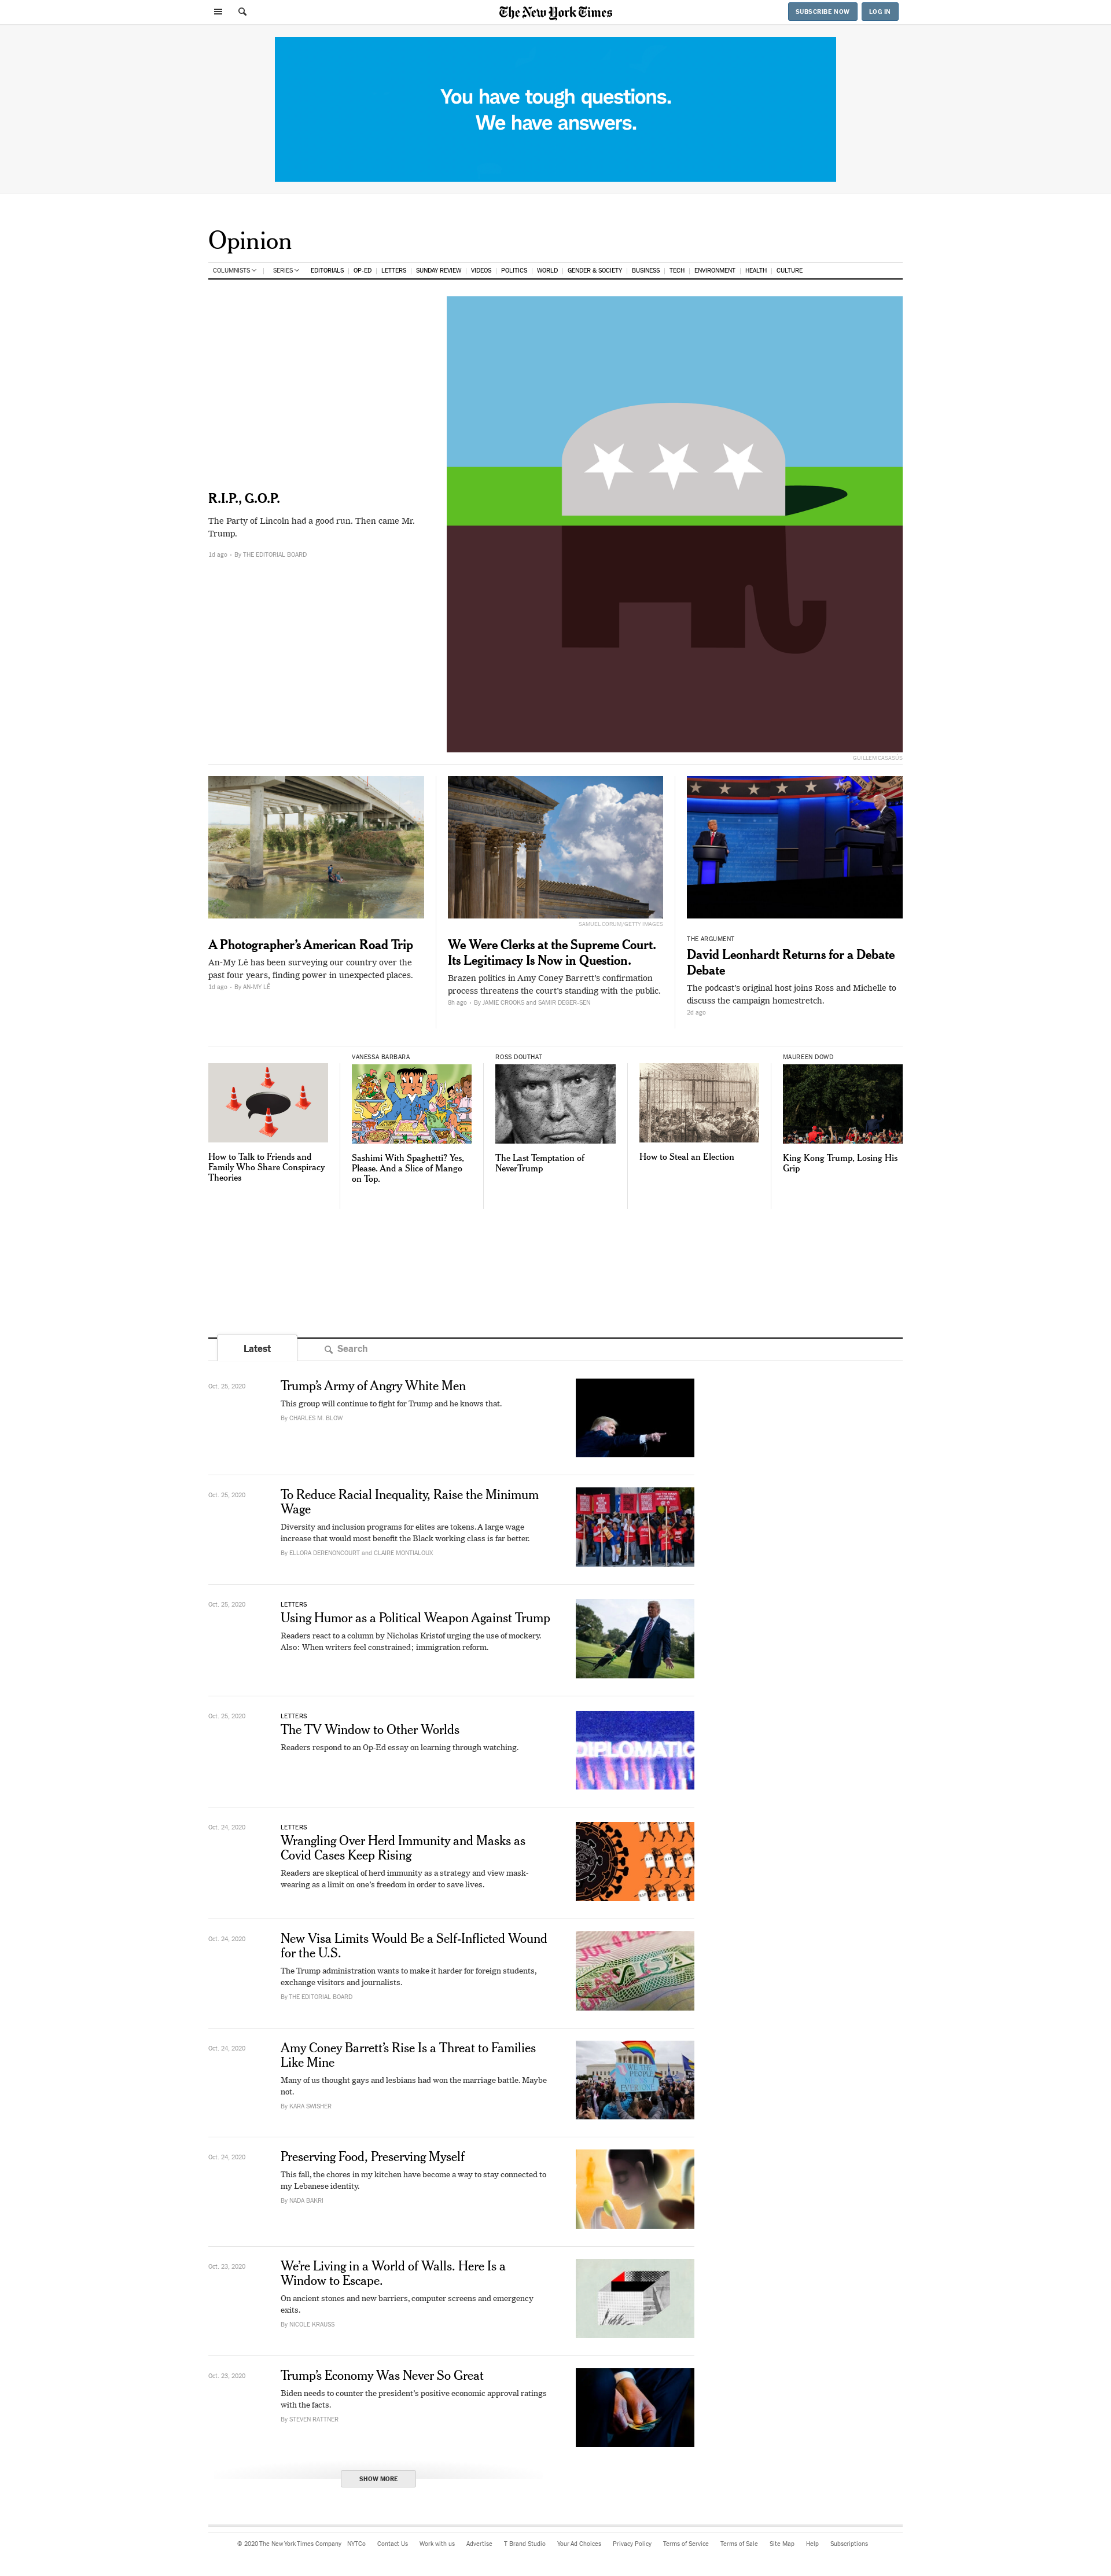 The New York Times
SUBSCRIBE NOW
LOG IN
You have tough questions.
We have answers.
Opinion
COLUMNISTS
SERIES
EDITORIALS
OP-ED
LETTERS
SUNDAY REVIEW
VIDEOS
POLITICS
WORLD
GENDER & SOCIETY
BUSINESS
TECH
ENVIRONMENT
HEALTH
CULTURE
R.I.P., G.O.P.
The Party of Lincoln had a good run. Then came Mr.
Trump.
1d ago • By THE EDITORIAL BOARD
GUILLEM CASASUS
A Photographer's American Road Trip
An-My Lê has been surveying our country over the
past four years, finding power in unexpected places.
1d ago • By AN-MY LÊ
SAMUEL CORUM/GETTY IMAGES
We Were Clerks at the Supreme Court.
Its Legitimacy Is Now in Question.
Brazen politics in Amy Coney Barrett's confirmation
process threatens the court's standing with the public.
8h ago • By JAMIE CROOKS and SAMIR DEGER-SEN
THE ARGUMENT
David Leonhardt Returns for a Debate
Debate
The podcast's original host joins Ross and Michelle to
discuss the campaign homestretch.
2d ago
How to Talk to Friends and
Family Who Share Conspiracy
Theories
VANESSA BARBARA
Sashimi With Spaghetti? Yes,
Please. And a Slice of Mango
on Top.
ROSS DOUTHAT
The Last Temptation of
NeverTrump
How to Steal an Election
MAUREEN DOWD
King Kong Trump, Losing His
Grip
Latest
Search
Oct. 25, 2020
Trump's Army of Angry White Men
This group will continue to fight for Trump and he knows that.
By CHARLES M. BLOW
Oct. 25, 2020
To Reduce Racial Inequality, Raise the Minimum
Wage
Diversity and inclusion programs for elites are tokens. A large wage
increase that would most benefit the Black working class is far better.
By ELLORA DERENONCOURT and CLAIRE MONTIALOUX
Oct. 25, 2020
LETTERS
Using Humor as a Political Weapon Against Trump
Readers react to a column by Nicholas Kristof urging the use of mockery.
Also: When writers feel constrained; immigration reform.
Oct. 25, 2020
LETTERS
The TV Window to Other Worlds
Readers respond to an Op-Ed essay on learning through watching.
DIPLOMATIC
Oct. 24, 2020
LETTERS
Wrangling Over Herd Immunity and Masks as
Covid Cases Keep Rising
Readers are skeptical of herd immunity as a strategy and view mask-
wearing as a limit on one's freedom in order to save lives.
Oct. 24, 2020
New Visa Limits Would Be a Self-Inflicted Wound
for the U.S.
The Trump administration wants to make it harder for foreign students,
exchange visitors and journalists.
By THE EDITORIAL BOARD
VISA
Oct. 24, 2020
Amy Coney Barrett's Rise Is a Threat to Families
Like Mine
Many of us thought gays and lesbians had won the marriage battle. Maybe
not.
By KARA SWISHER
WE THE
PEOPLE
Oct. 24, 2020
Preserving Food, Preserving Myself
This fall, the chores in my kitchen have become a way to stay connected to
my Lebanese identity.
By NADA BAKRI
Oct. 23, 2020
We're Living in a World of Walls. Here Is a
Window to Escape.
On ancient stones and new barriers, computer screens and emergency
exits.
By NICOLE KRAUSS
Oct. 23, 2020
Trump's Economy Was Never So Great
Biden needs to counter the president's positive economic approval ratings
with the facts.
By STEVEN RATTNER
SHOW MORE
© 2020 The New York Times Company
NYTCo
Contact Us
Work with us
Advertise
T Brand Studio
Your Ad Choices
Privacy Policy
Terms of Service
Terms of Sale
Site Map
Help
Subscriptions